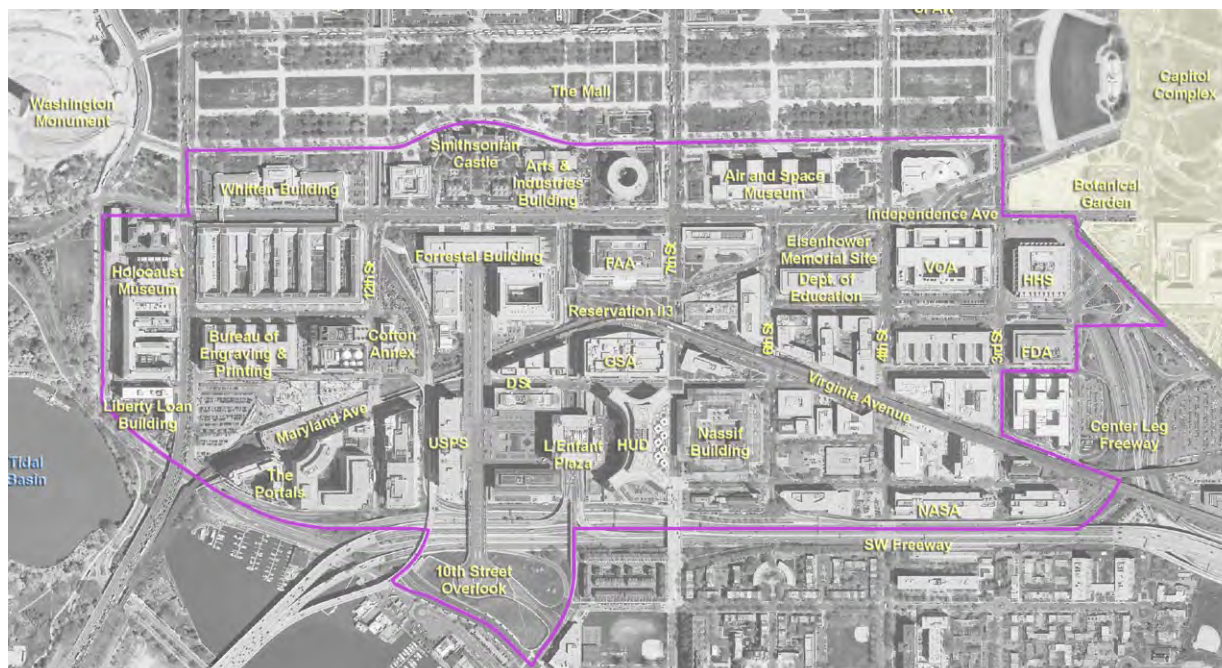 of Art
The Mall
Washington
Monument
Capitol
Complex
Smithsonian
Castle
Arts &
Industries
Building
Whitten Building
Air and Space
Museum
Botanical
Garden
Independence Ave
Forrestal Building
FAA
7th St
Eisenhower
Memorial Site
Dept. of
Education
VOA
HHS
Holocaust
Museum
12th St
Reservation 113
Bureau of
Engraving &
Printing
Cotton
Annex
GSA
6th St
4th St
3rd St
FDA
D St
Virginia Avenue
Liberty Loan
Building
Maryland Ave
USPS
L'Enfant
Plaza
HUD
Nassif
Building
Center Leg
Freeway
Tidal
Basin
The
Portals
NASA
SW Freeway
10th Street
Overlook